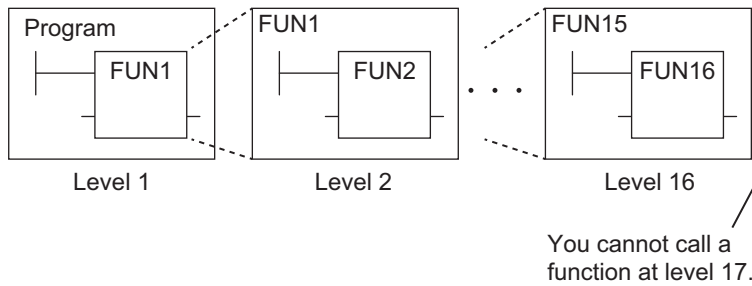 Program
FUN1
FUN1
FUN2
. . .
FUN15
FUN16
Level 1
Level 2
Level 16
You cannot call a
function at level 17.